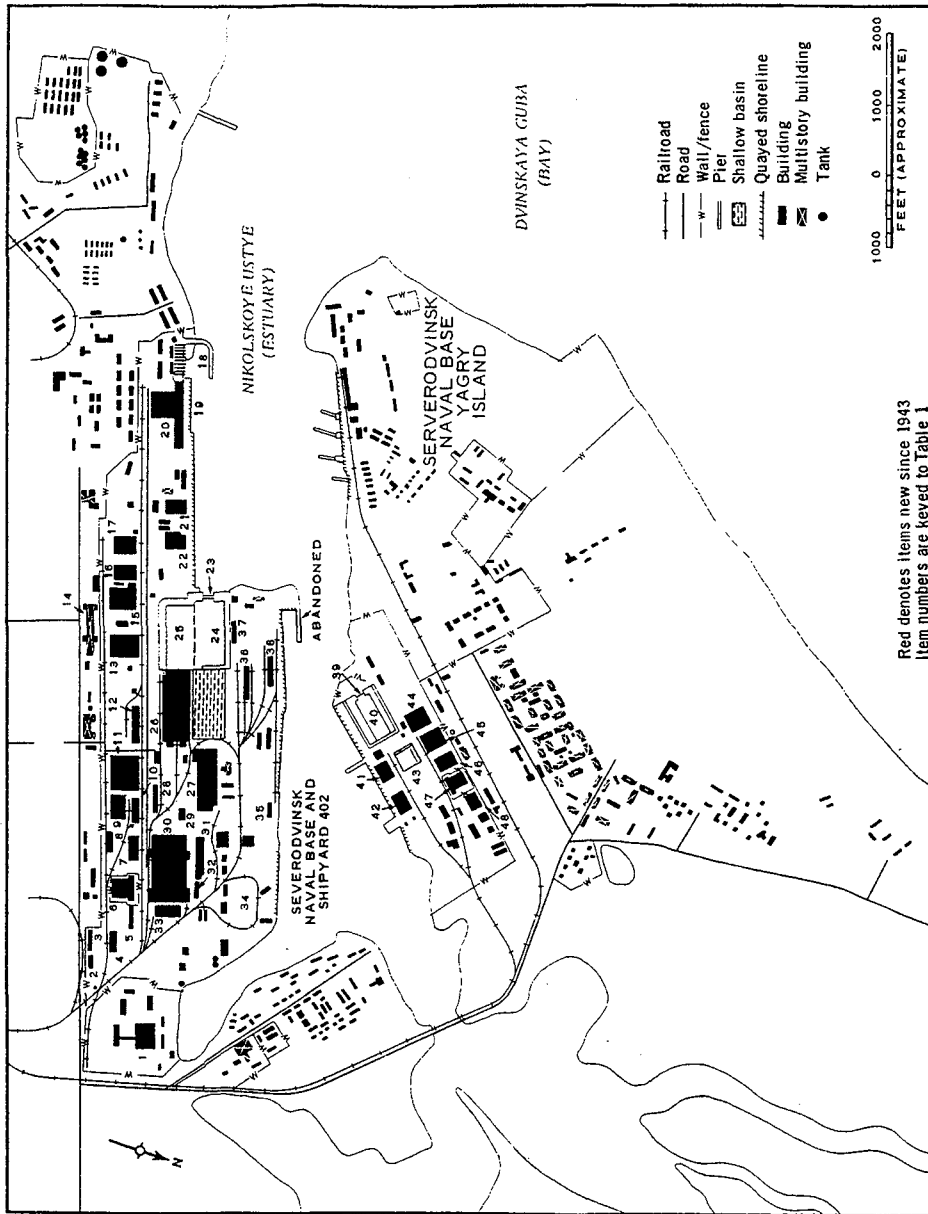 NIKOLSKOYE USTYE
(ESTUARY)
DVINSKAYA GUBA
(BAY)
SERVERODVINSK
NAVAL BASE
YAGRY
ISLAND
ABANDONED
SEVERODVINSK
NAVAL BASE AND
SHIPYARD 402
N
1
2
3
4
5
6
7
8
9
10
11
12
13
14
15
16
17
18
19
20
21
22
23
24
25
26
27
28
29
30
31
32
33
34
35
36
37
38
39
40
41
42
43
44
45
46
47
48
Railroad
Road
W Wall/fence
Pier
Shallow basin
Quayed shoreline
Building
Multistory building
Tank
1000 0 1000 2000
FEET (APPROXIMATE)
Red denotes items new since 1943
Item numbers are keyed to Table 1